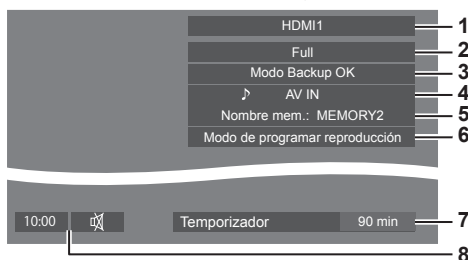 HDMI1 1
Full 2
Modo Backup OK 3
♪ AV IN 4
Nombre mem.: MEMORY2 5
Modo de programar reproducción 6
10:00 Temporizador 90 min 7
8